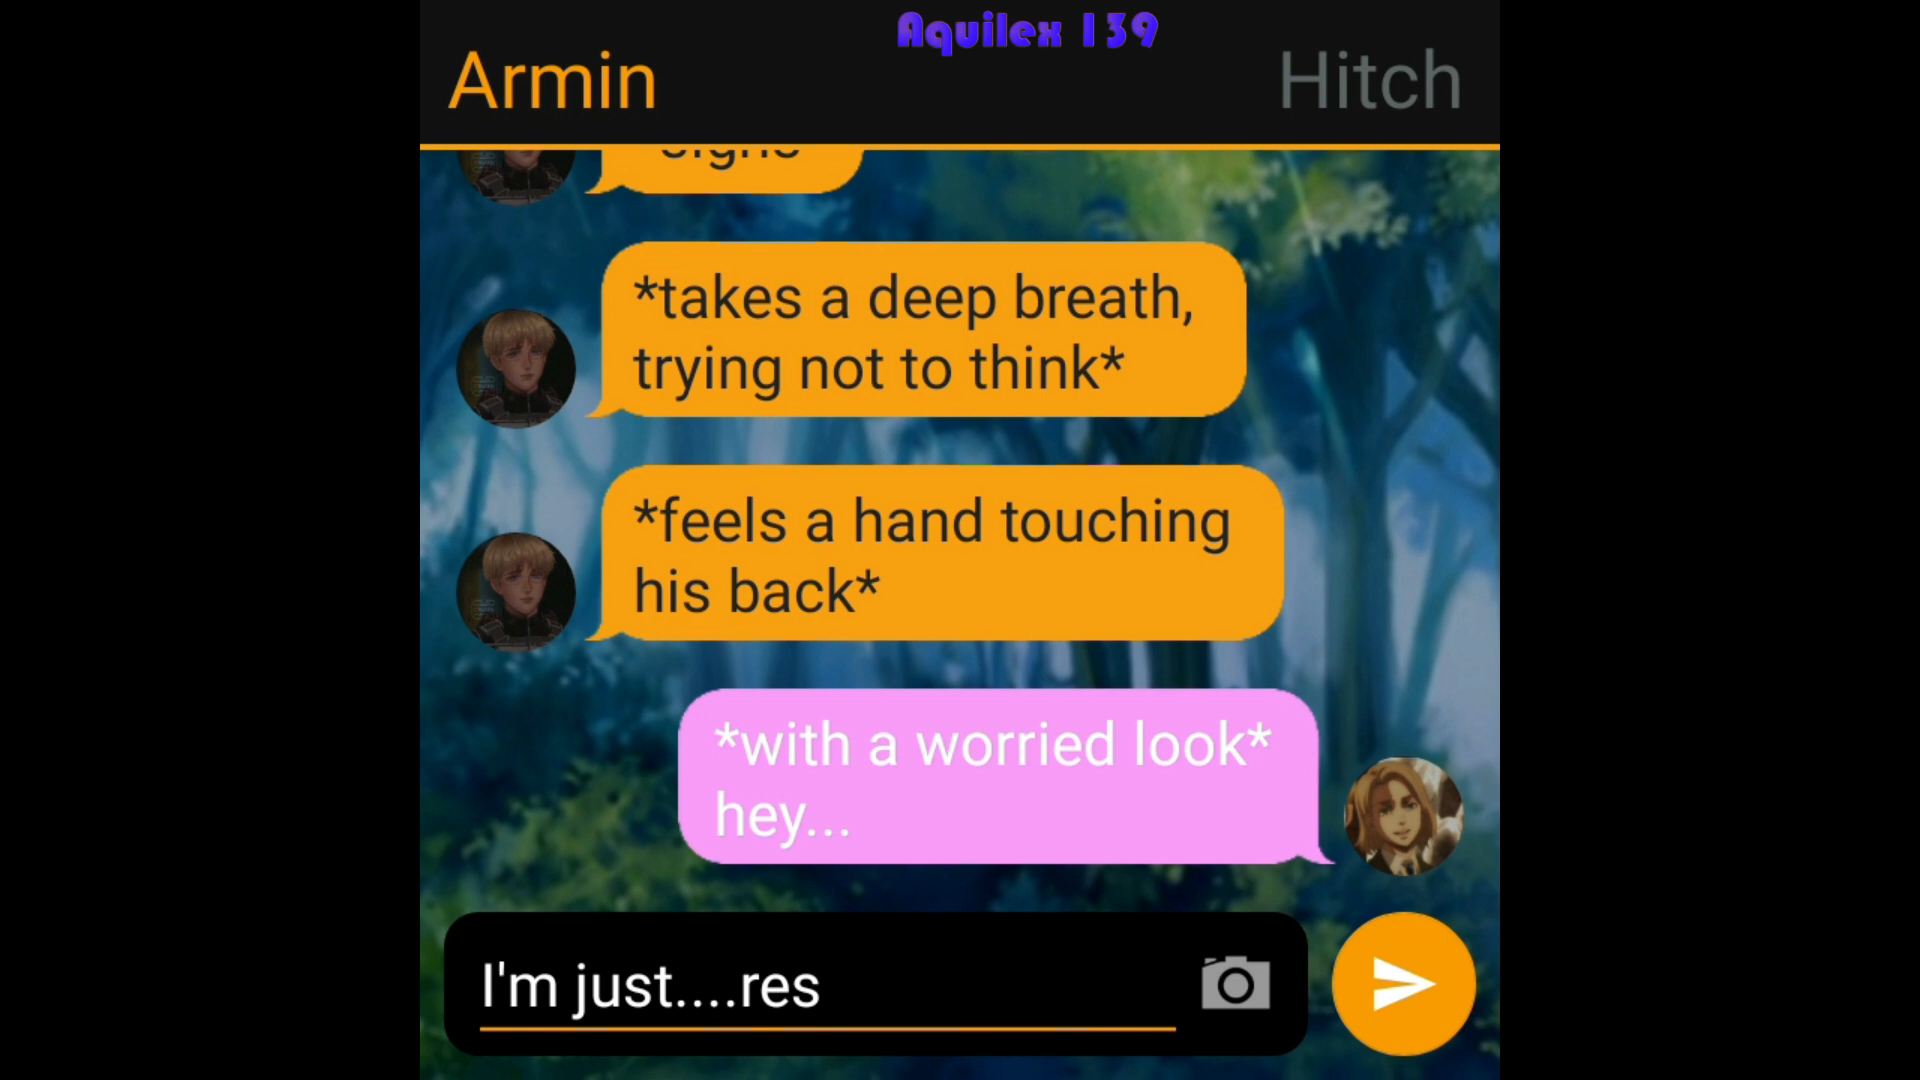 Aquilex 139
Armin
Hitch
*takes a deep breath,
trying not to think*
*feels a hand touching
his back*
*with a worried look*
hey...
I'm just....res